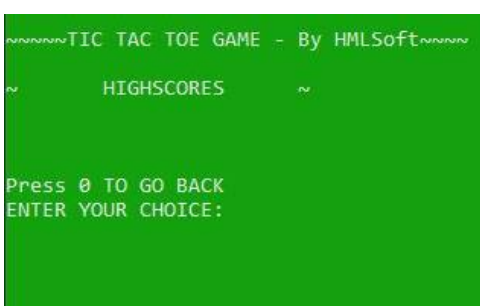 ~~~~~TIC TAC TOE GAME - By HMLSoft~~~~
~ HIGHSCORES ~
Press 0 TO GO BACK
ENTER YOUR CHOICE: